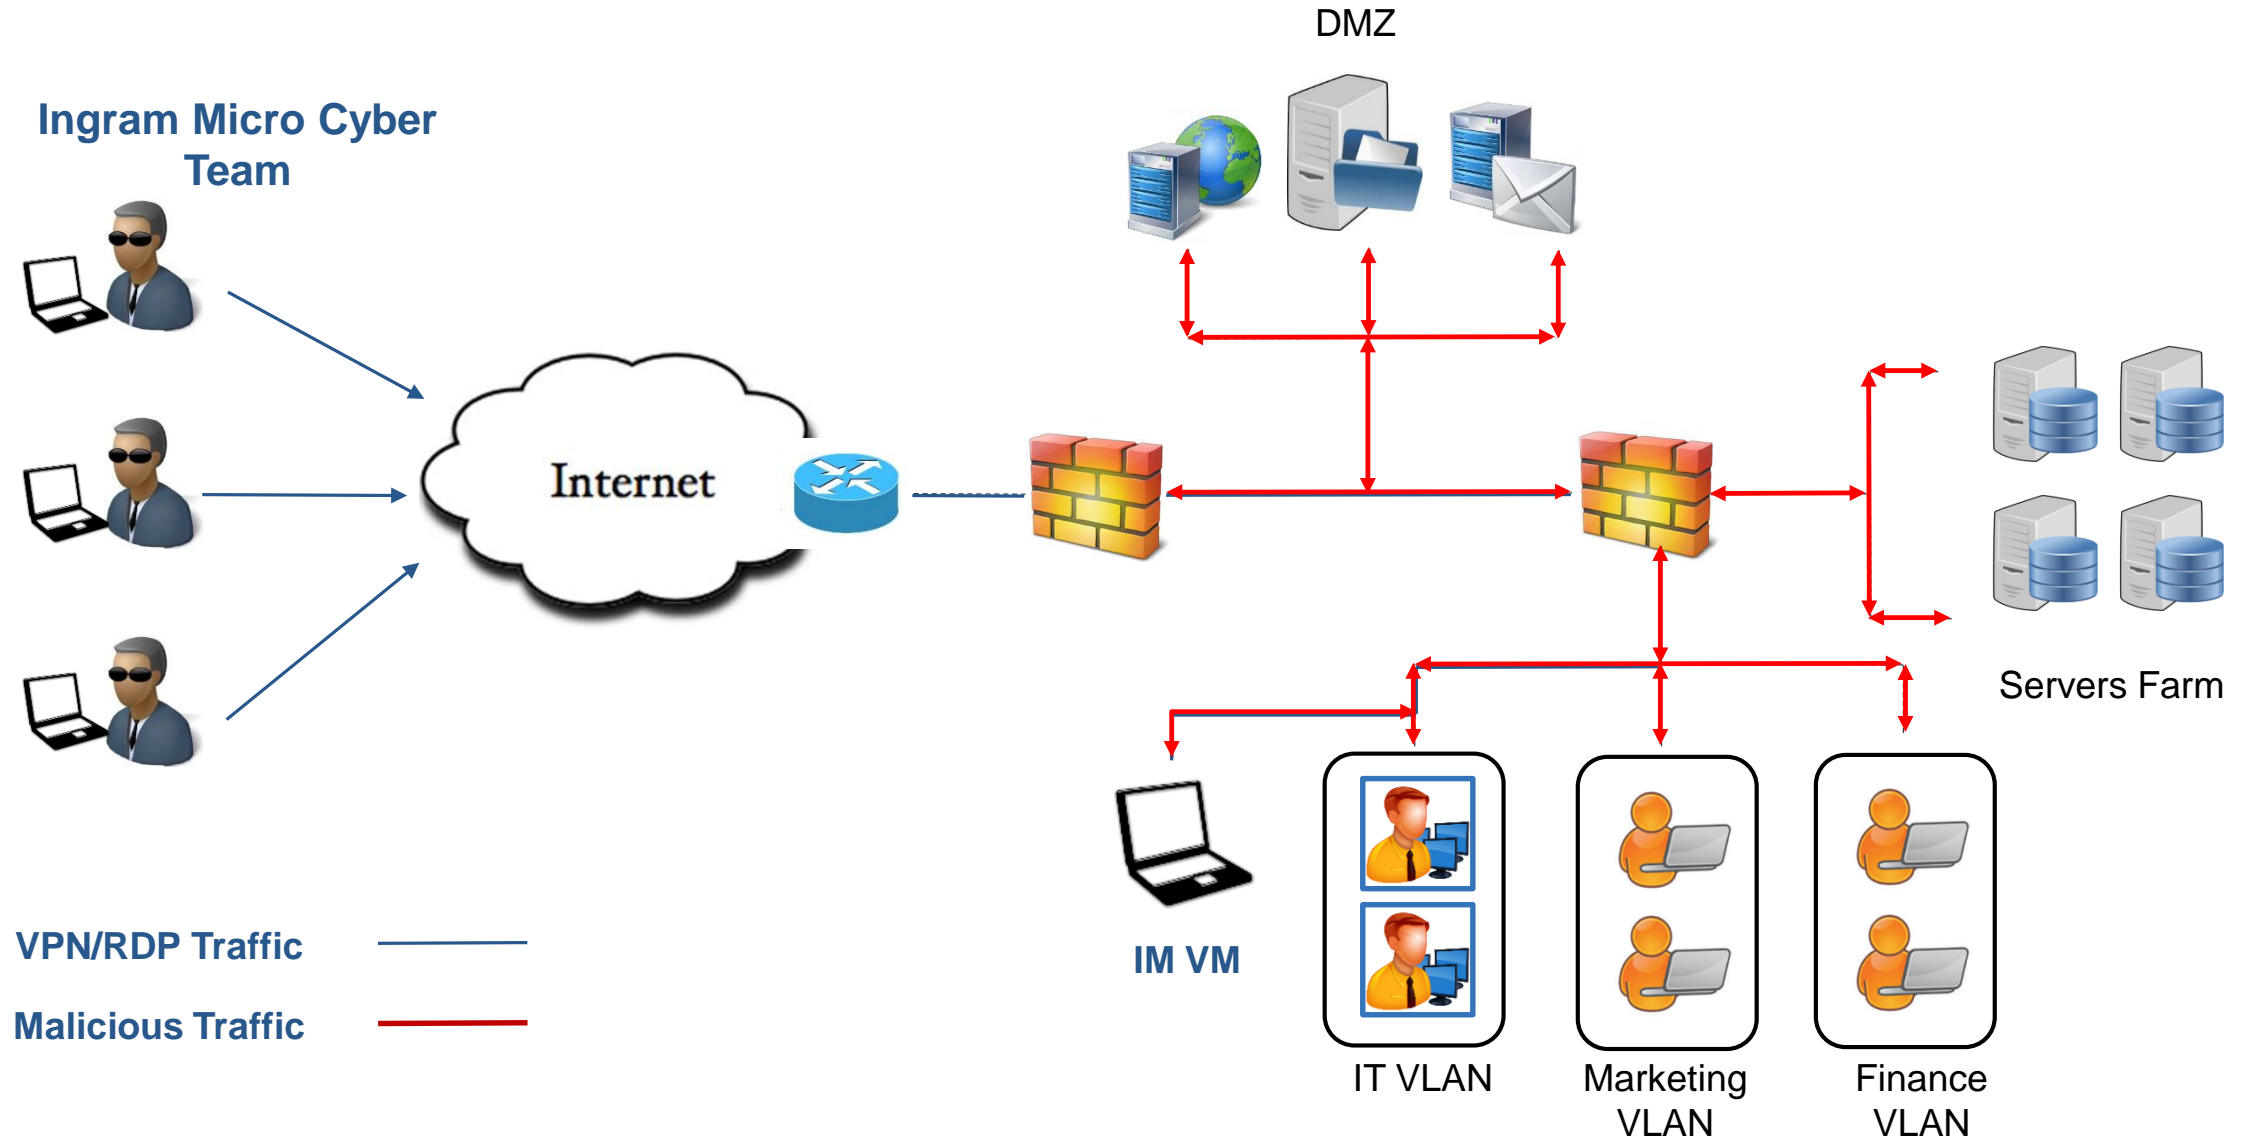 DMZ
Ingram Micro Cyber
Team
Internet
Servers Farm
IM VM
VPN/RDP Traffic
Malicious Traffic
IT VLAN
Marketing
VLAN
Finance
VLAN